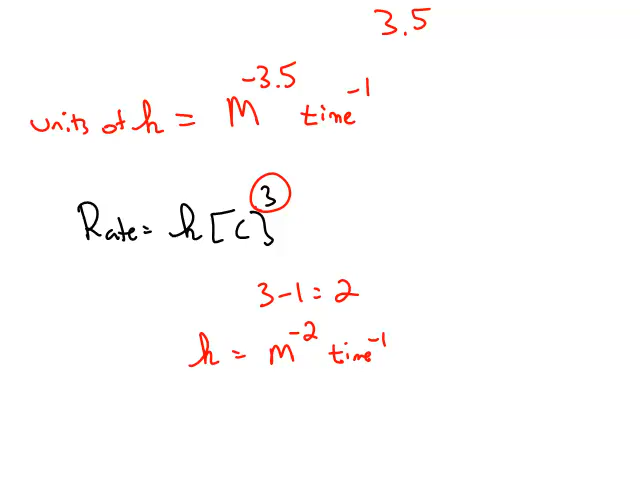 3.5
units of k = M^-3.5 time^-1
Rate = k[C]^3
3-1=2
k = M^-2 time^-1